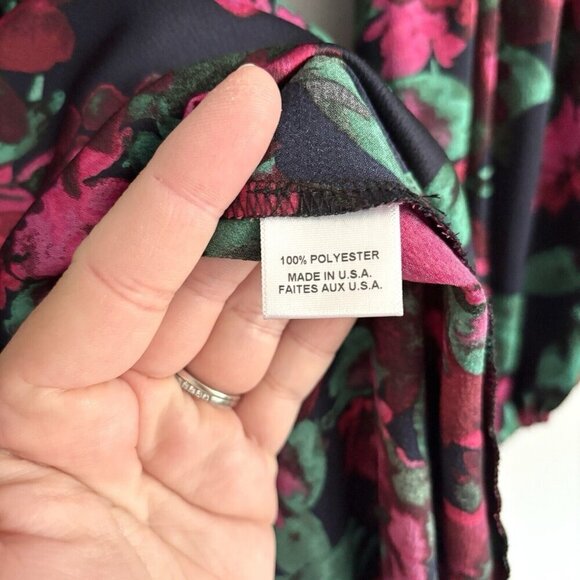 100% POLYESTER
MADE IN U.S.A.
FAITES AUX U.S.A.